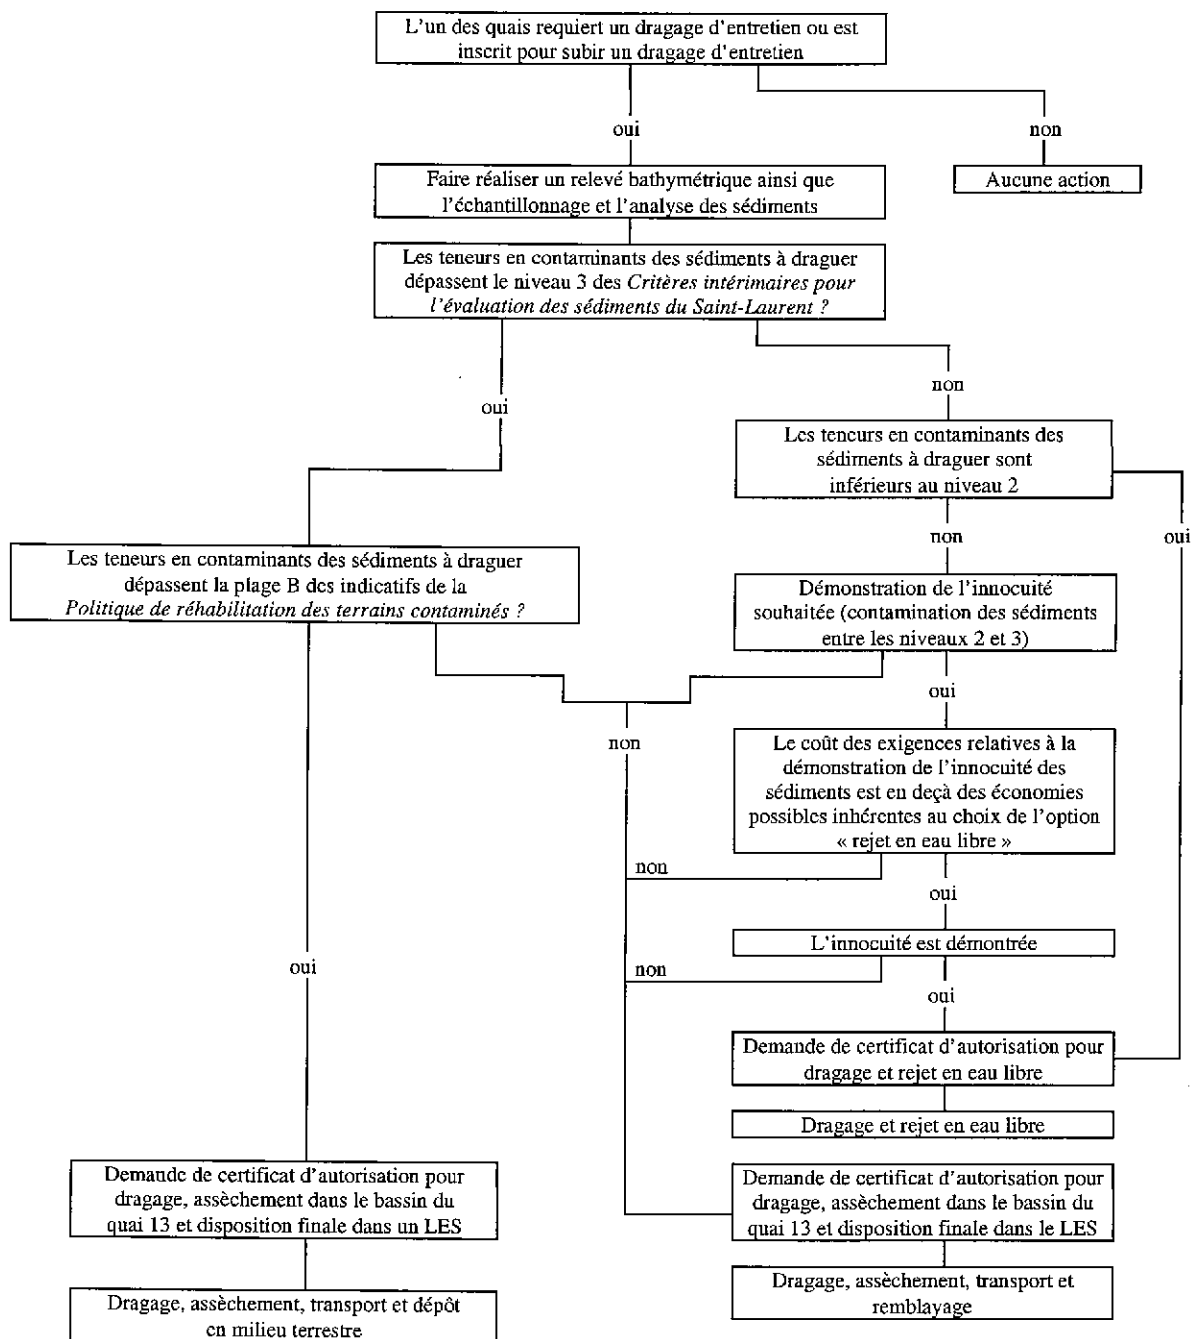 L'un des quais requiert un dragage d'entretien ou est
inscrit pour subir un dragage d'entretien
oui
non
Faire réaliser un relevé bathymétrique ainsi que
l'échantillonnage et l'analyse des sédiments
Aucune action
Les teneurs en contaminants des sédiments à draguer
dépassent le niveau 3 des Critères intérimaires pour
l'évaluation des sédiments du Saint-Laurent ?
non
oui
Les teneurs en contaminants des
sédiments à draguer sont
inférieurs au niveau 2
non
oui
Les teneurs en contaminants des sédiments à draguer
dépassent la plage B des indicatifs de la
Politique de réhabilitation des terrains contaminés ?
Démonstration de l'innocuité
souhaitée (contamination des sédiments
entre les niveaux 2 et 3)
oui
non
Le coût des exigences relatives à la
démonstration de l'innocuité des
sédiments est en deçà des économies
possibles inhérentes au choix de l'option
« rejet en eau libre »
non
oui
L'innocuité est démontrée
oui
non
oui
Demande de certificat d'autorisation pour
dragage et rejet en eau libre
Dragage et rejet en eau libre
Demande de certificat d'autorisation pour
dragage, assèchement dans le bassin du
quai 13 et disposition finale dans un LES
Demande de certificat d'autorisation pour
dragage, assèchement dans le bassin du
quai 13 et disposition finale dans le LES
Dragage, assèchement, transport et dépôt
en milieu terrestre
Dragage, assèchement, transport et
remblayage